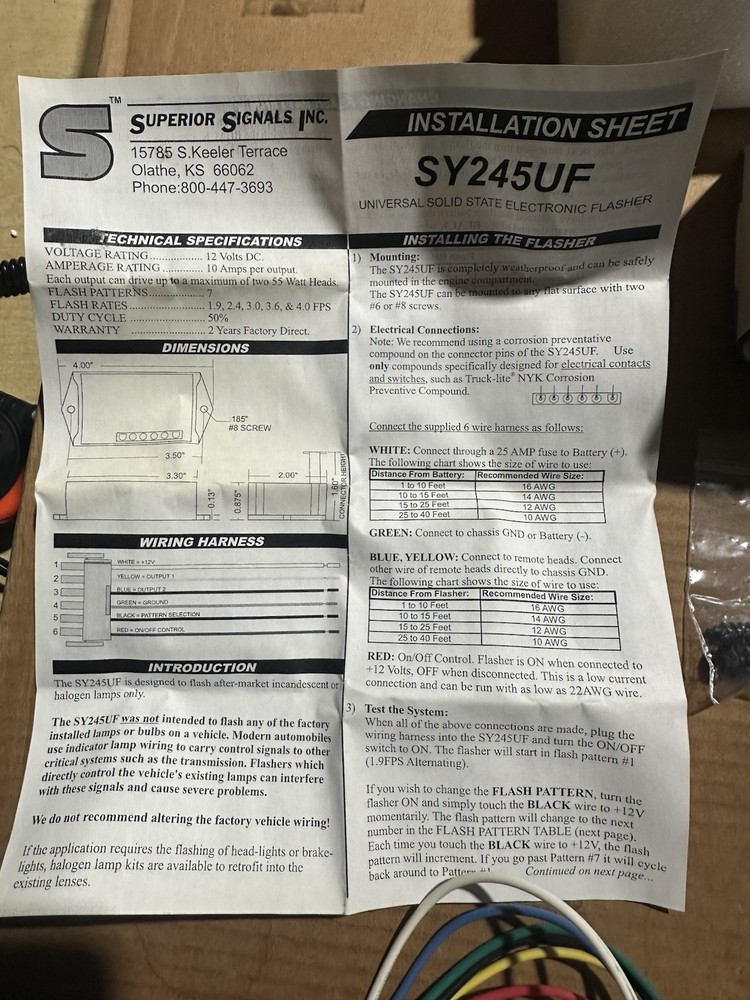 S™
SUPERIOR SIGNALS INC.
15785 S.Keeler Terrace
Olathe, KS 66062
Phone:800-447-3693
TECHNICAL SPECIFICATIONS
VOLTAGE RATING.................. 12 Volts DC.
AMPERAGE RATING ............. 10 Amps per output.
Each output can drive up to a maximum of two 55 Watt Heads.
FLASH PATTERNS................. 7
FLASH RATES ....................... 1.9, 2.4, 3.0, 3.6, & 4.0 FPS
DUTY CYCLE ........................ 50%
WARRANTY ......................... 2 Years Factory Direct.
DIMENSIONS
4.00"
.185"
#8 SCREW
3.50"
3.30"
0.13"
0.875"
2.00"
1.60"
CONNECTOR HEIGHT
WIRING HARNESS
1 WHITE = +12V
2 YELLOW = OUTPUT 1
3 BLUE = OUTPUT 2
4 GREEN = GROUND
5 BLACK = PATTERN SELECTION
6 RED = ON/OFF CONTROL
INTRODUCTION
The SY245UF is designed to flash after-market incandescent or
halogen lamps only.
The SY245UF was not intended to flash any of the factory
installed lamps or bulbs on a vehicle. Modern automobiles
use indicator lamp wiring to carry control signals to other
critical systems such as the transmission. Flashers which
directly control the vehicle's existing lamps can interfere
with these signals and cause severe problems.
We do not recommend altering the factory vehicle wiring!
If the application requires the flashing of head-lights or brake-
lights, halogen lamp kits are available to retrofit into the
existing lenses.
INSTALLATION SHEET
SY245UF
UNIVERSAL SOLID STATE ELECTRONIC FLASHER
INSTALLING THE FLASHER
1) Mounting:
The SY245UF is completely weatherproof and can be safely
mounted in the engine compartment.
The SY245UF can be mounted to any flat surface with two
#6 or #8 screws.
2) Electrical Connections:
Note: We recommend using a corrosion preventative
compound on the connector pins of the SY245UF. Use
only compounds specifically designed for electrical contacts
and switches, such as Truck-lite® NYK Corrosion
Preventive Compound.
Connect the supplied 6 wire harness as follows:
WHITE: Connect through a 25 AMP fuse to Battery (+).
The following chart shows the size of wire to use:
Distance From Battery: Recommended Wire Size:
1 to 10 Feet 16 AWG
10 to 15 Feet 14 AWG
15 to 25 Feet 12 AWG
25 to 40 Feet 10 AWG
GREEN: Connect to chassis GND or Battery (-).
BLUE, YELLOW: Connect to remote heads. Connect
other wire of remote heads directly to chassis GND.
The following chart shows the size of wire to use:
Distance From Flasher: Recommended Wire Size:
1 to 10 Feet 16 AWG
10 to 15 Feet 14 AWG
15 to 25 Feet 12 AWG
25 to 40 Feet 10 AWG
RED: On/Off Control. Flasher is ON when connected to
+12 Volts, OFF when disconnected. This is a low current
connection and can be run with as low as 22AWG wire.
3) Test the System:
When all of the above connections are made, plug the
wiring harness into the SY245UF and turn the ON/OFF
switch to ON. The flasher will start in flash pattern #1
(1.9FPS Alternating).
If you wish to change the FLASH PATTERN, turn the
flasher ON and simply touch the BLACK wire to +12V
momentarily. The flash pattern will change to the next
number in the FLASH PATTERN TABLE (next page).
Each time you touch the BLACK wire to +12V, the flash
pattern will increment. If you go past Pattern #7 it will cycle
back around to Pattern #1.
Continued on next page...